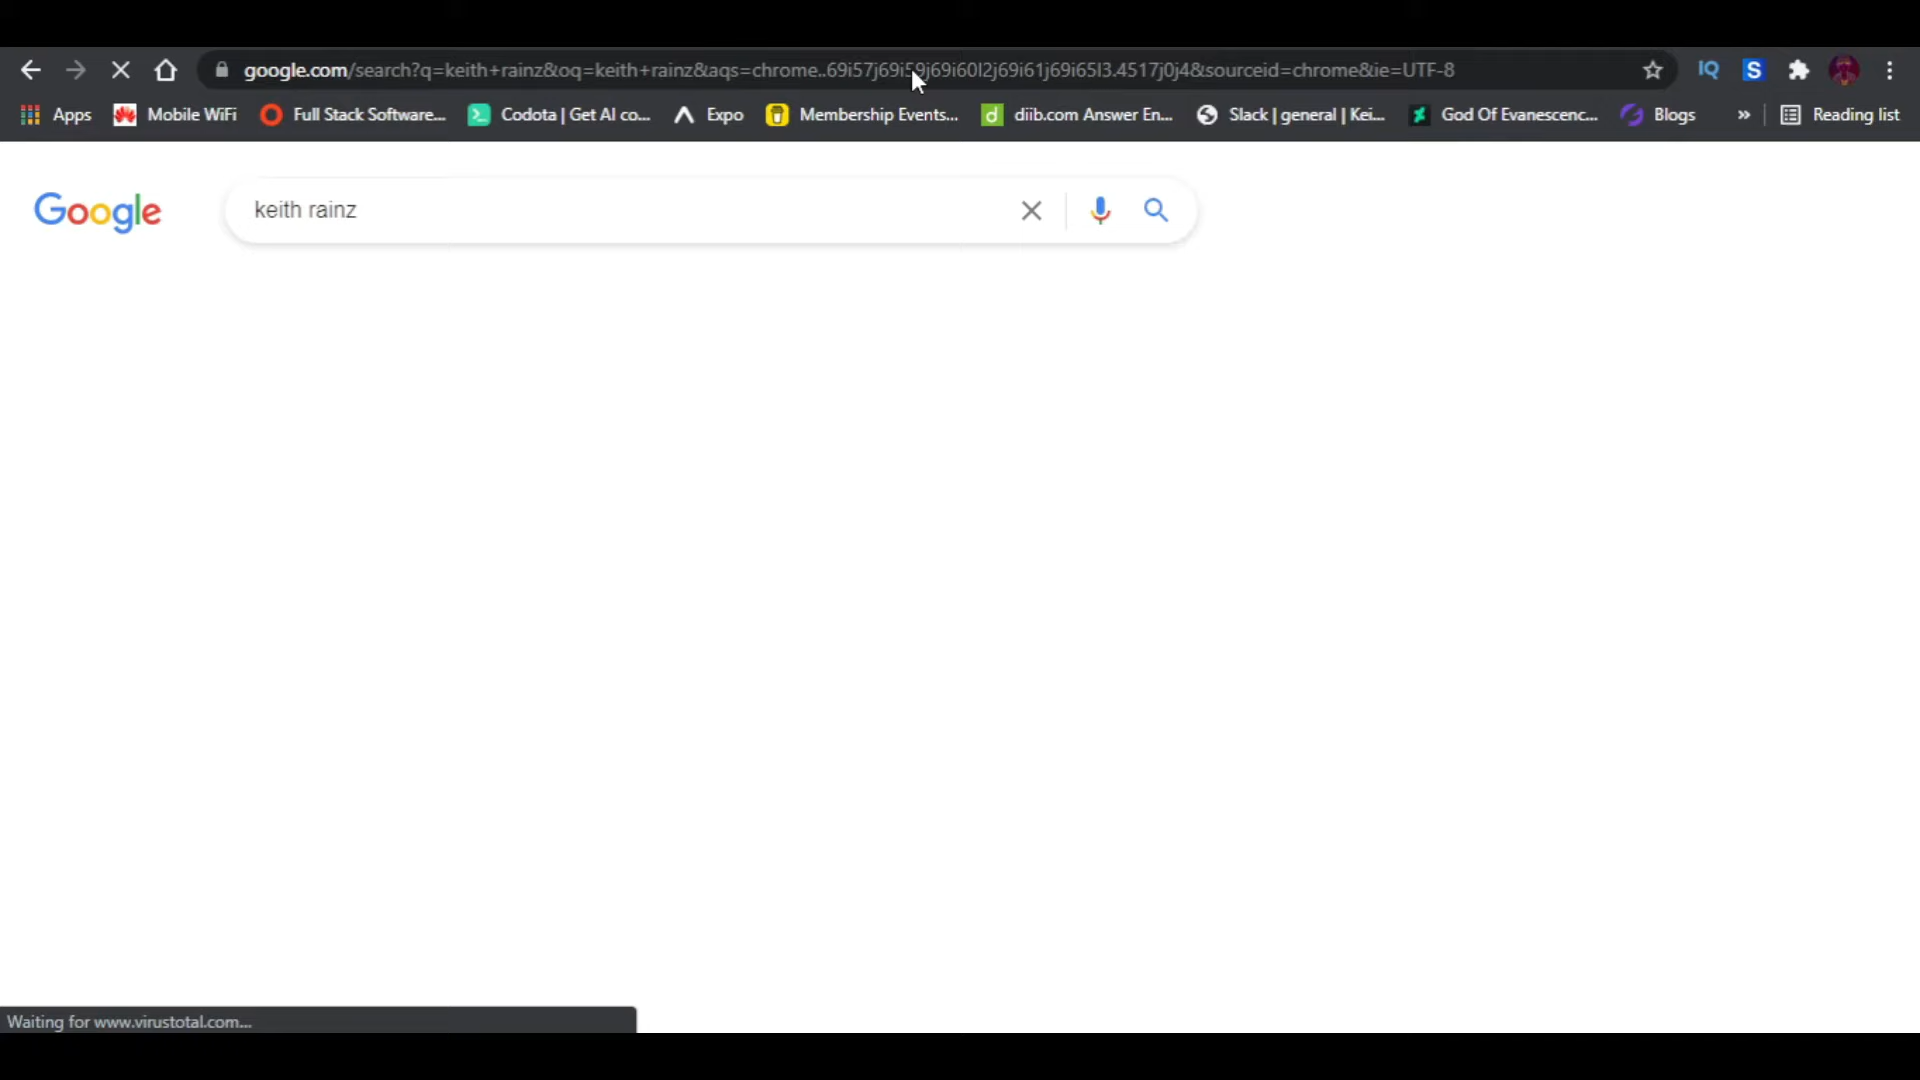 google.com/search?q=keith+rainz&oq=keith+rainz&aqs=chrome..69i57j69i59j69i60l2j69i61j69i65l3.4517j0j4&sourceid=chrome&ie=UTF-8
IQ S
Apps Mobile WiFi Full Stack Software... Codota | Get AI co... Expo Membership Events... diib.com Answer En... Slack | general | Kei... God Of Evanescenc... Blogs » Reading list
Google keith rainz
Waiting for www.virustotal.com...